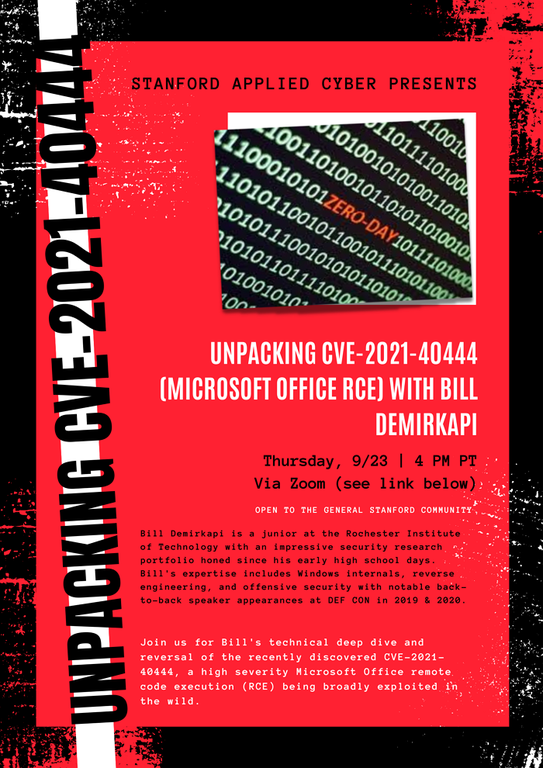 STANFORD APPLIED CYBER PRESENTS
UNPACKING CVE-2021-40444
ZERO-DAY
UNPACKING CVE-2021-40444
(MICROSOFT OFFICE RCE) WITH BILL
DEMIRKAPI
Thursday, 9/23 | 4 PM PT
Via Zoom (see link below)
OPEN TO THE GENERAL STANFORD COMMUNITY.
Bill Demirkapi is a junior at the Rochester Institute
of Technology with an impressive security research
portfolio honed since his early high school days.
Bill's expertise includes Windows internals, reverse
engineering, and offensive security with notable back-
to-back speaker appearances at DEF CON in 2019 & 2020.
Join us for Bill's technical deep dive and
reversal of the recently discovered CVE-2021-
40444, a high severity Microsoft Office remote
code execution (RCE) being broadly exploited in
the wild.